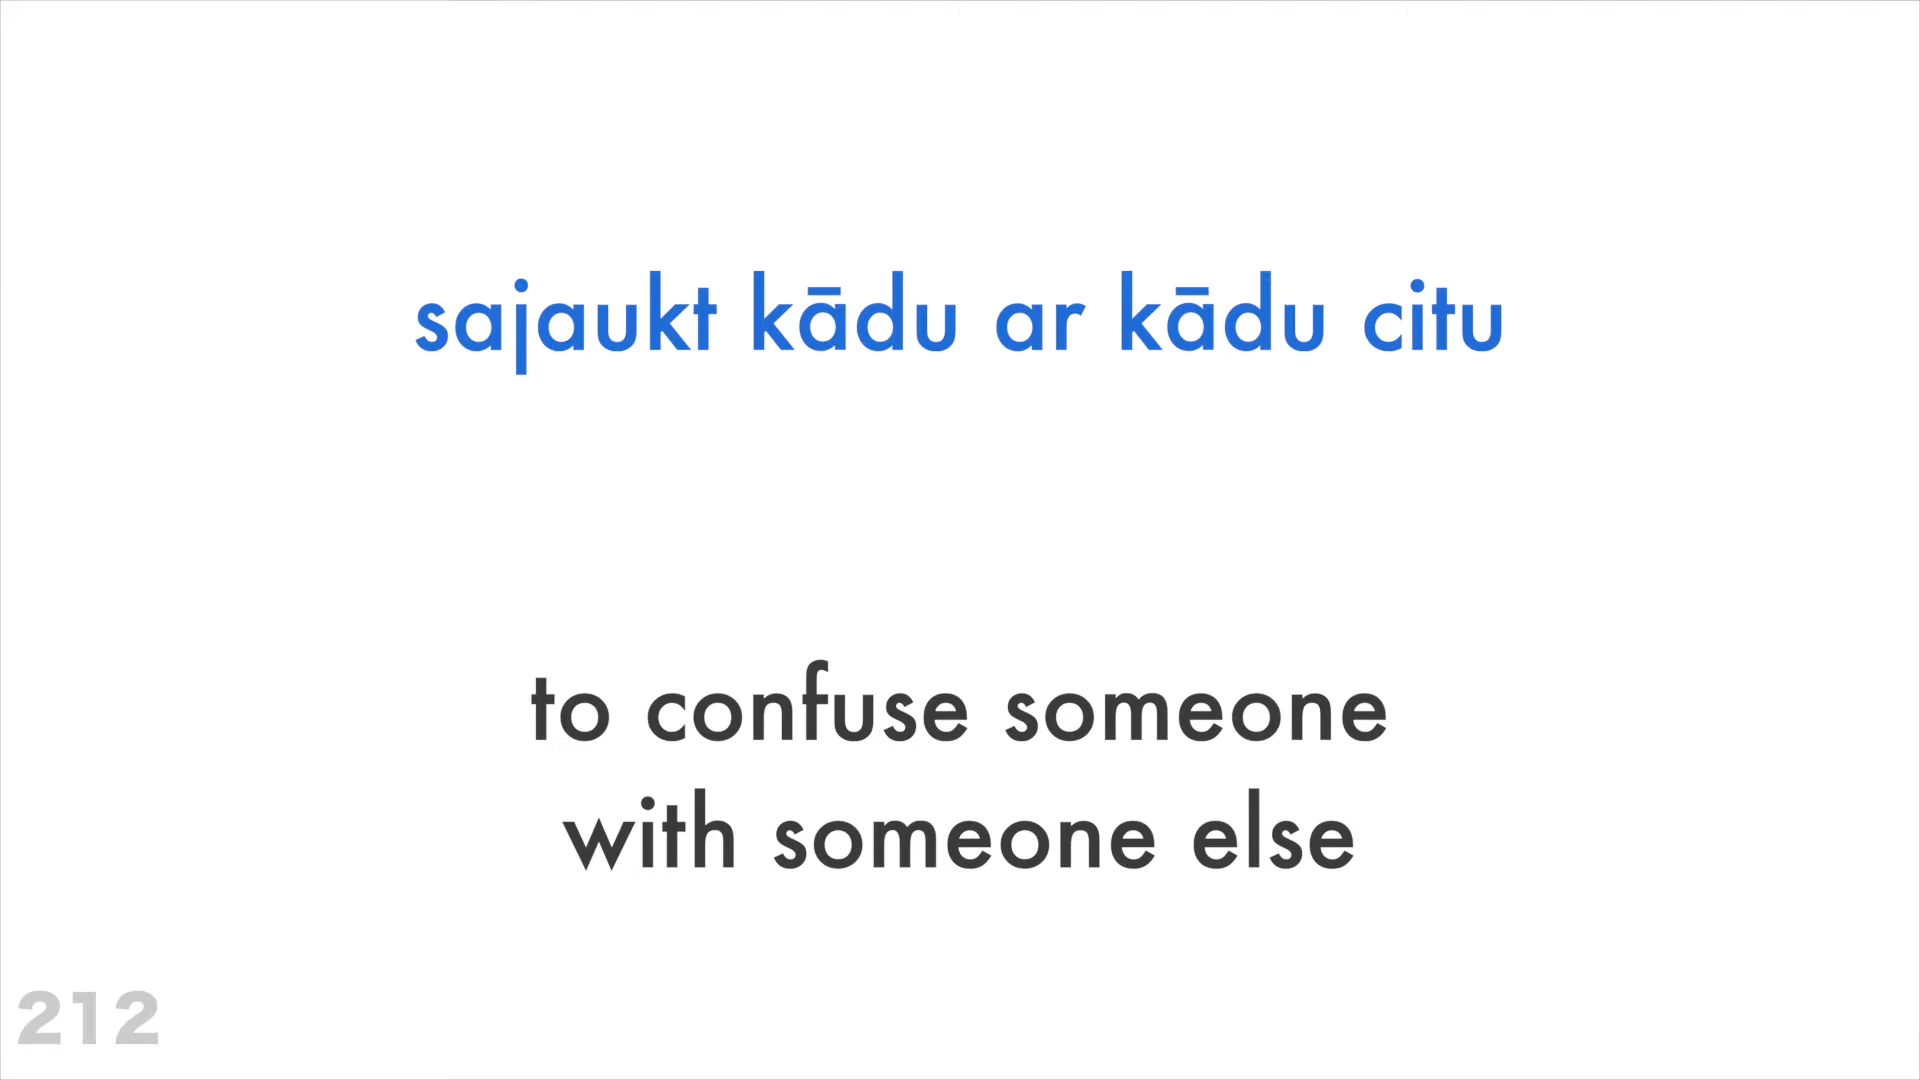 sajaukt kādu ar kādu citu
to confuse someone
with someone else
212